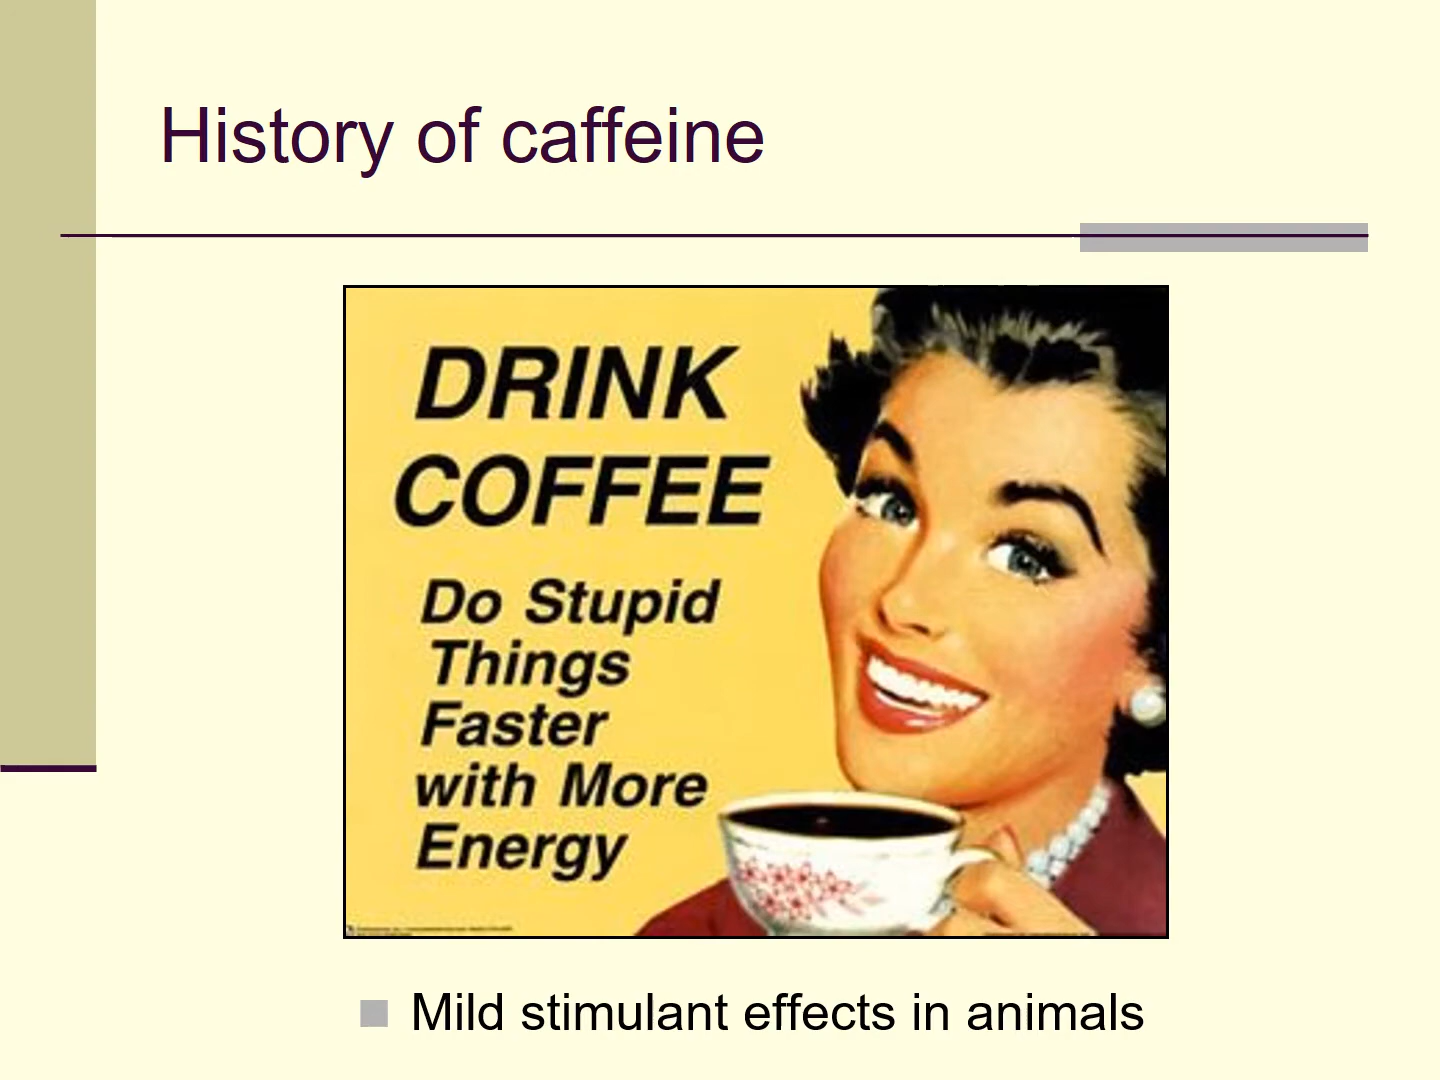 History of caffeine
DRINK
COFFEE
Do Stupid
Things
Faster
with More
Energy
Mild stimulant effects in animals